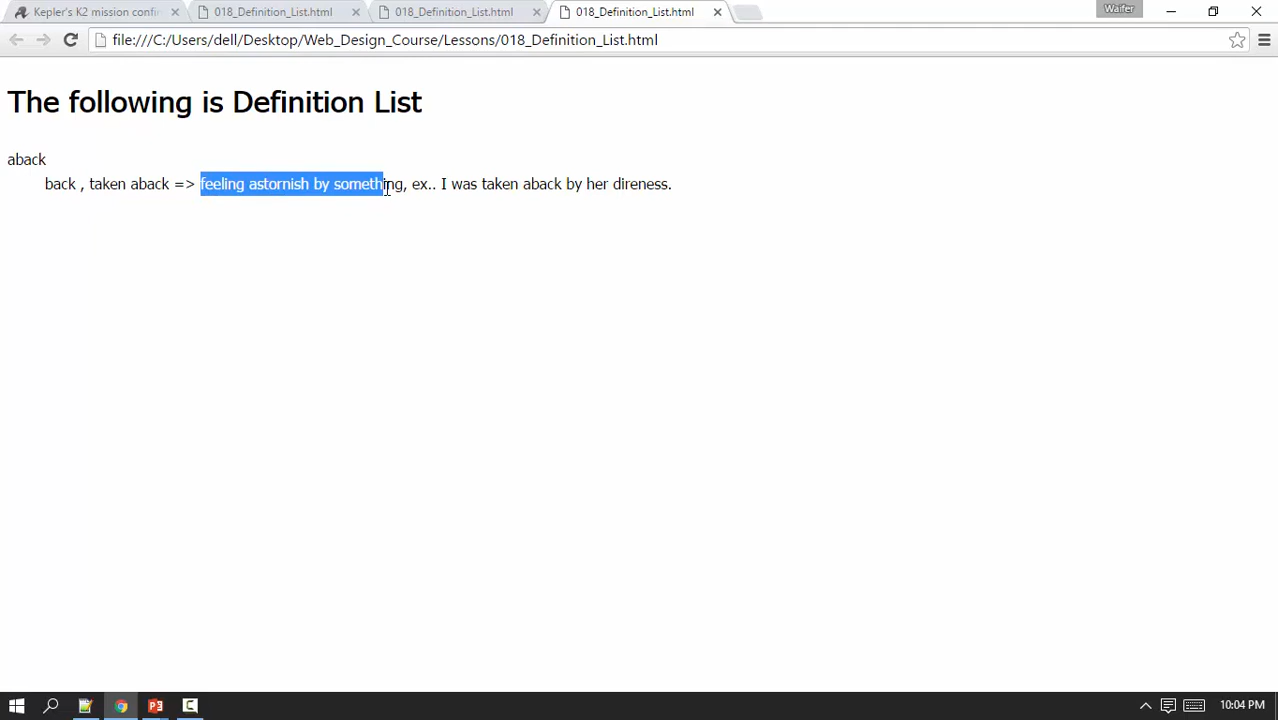 Kepler's K2 mission confi
018_Definition_List.html
018_Definition_List.html
018_Definition_List.html
Waifer
file:///C:/Users/dell/Desktop/Web_Design_Course/Lessons/018_Definition_List.html
The following is Definition List
aback
back , taken aback => feeling astornish by something, ex.. I was taken aback by her direness.
10:04 PM